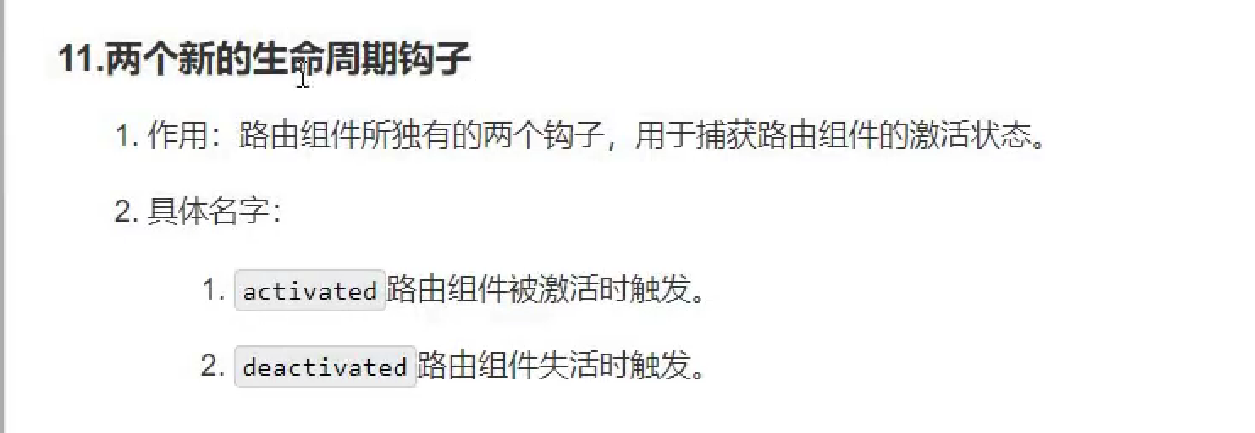 11.两个新的生命周期钩子
1. 作用：路由组件所独有的两个钩子，用于捕获路由组件的激活状态。
2. 具体名字：
1. activated路由组件被激活时触发。
2. deactivated路由组件失活时触发。